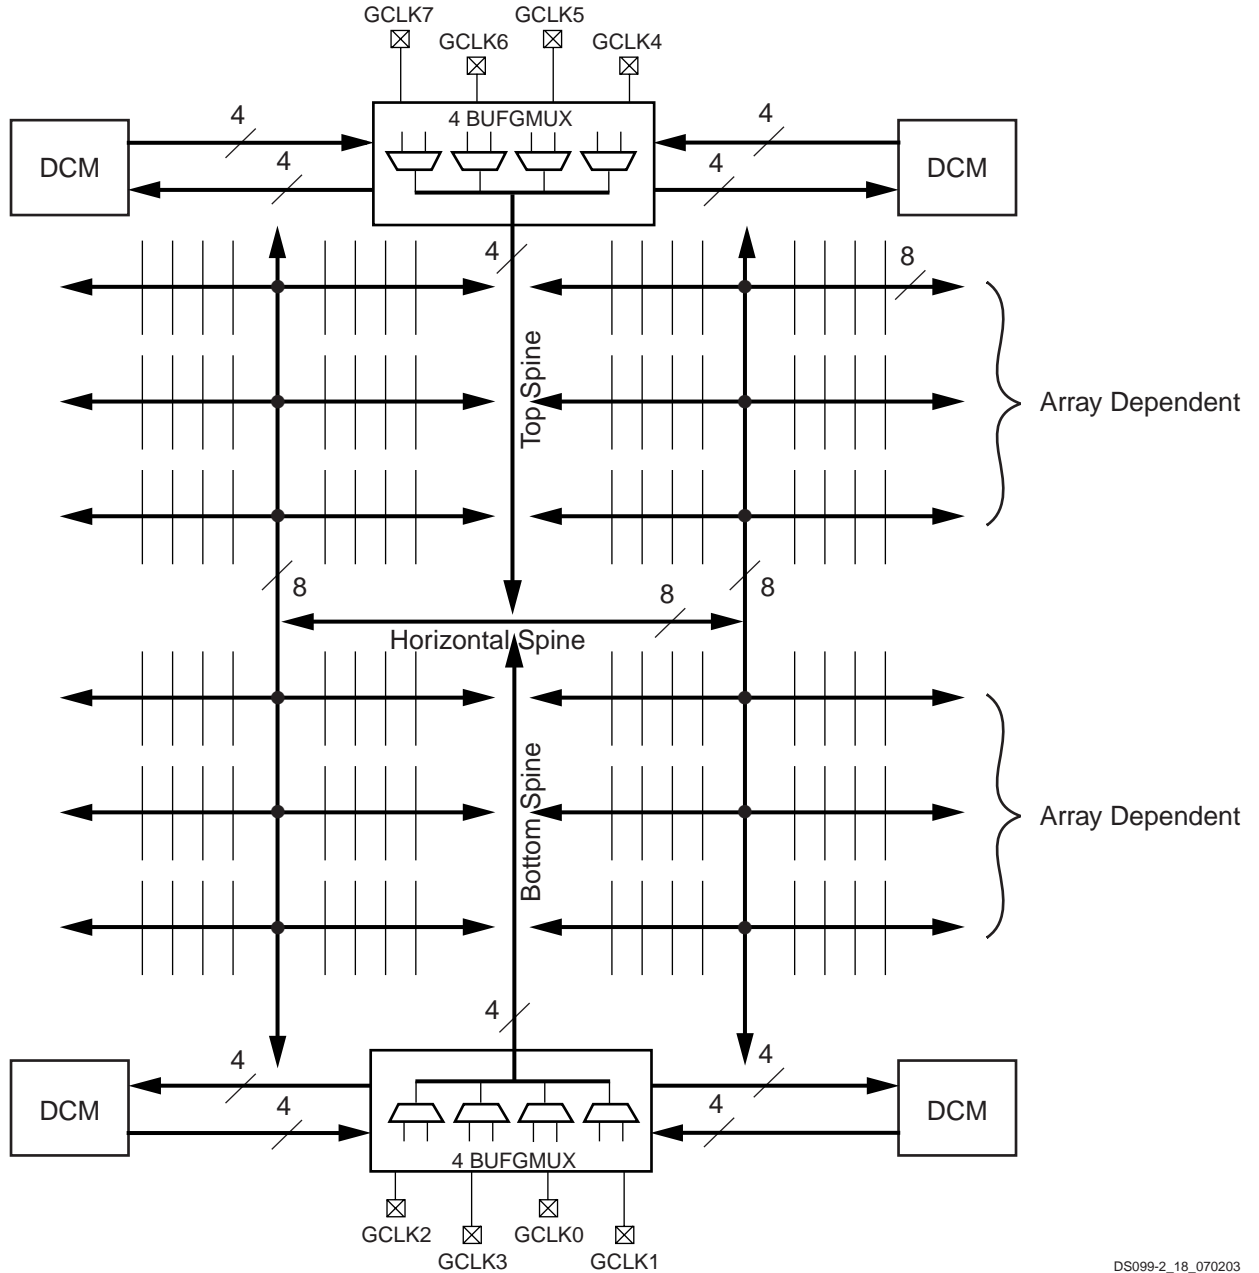 GCLK7
GCLK5
GCLK6
GCLK4
4 BUFGMUX
4
4
DCM
DCM
4
4
4
8
Top Spine
Array Dependent
8
8
8
Horizontal Spine
Bottom Spine
Array Dependent
4
4
4
DCM
DCM
4
4
4 BUFGMUX
GCLK2
GCLK0
GCLK3
GCLK1
DS099-2_18_070203